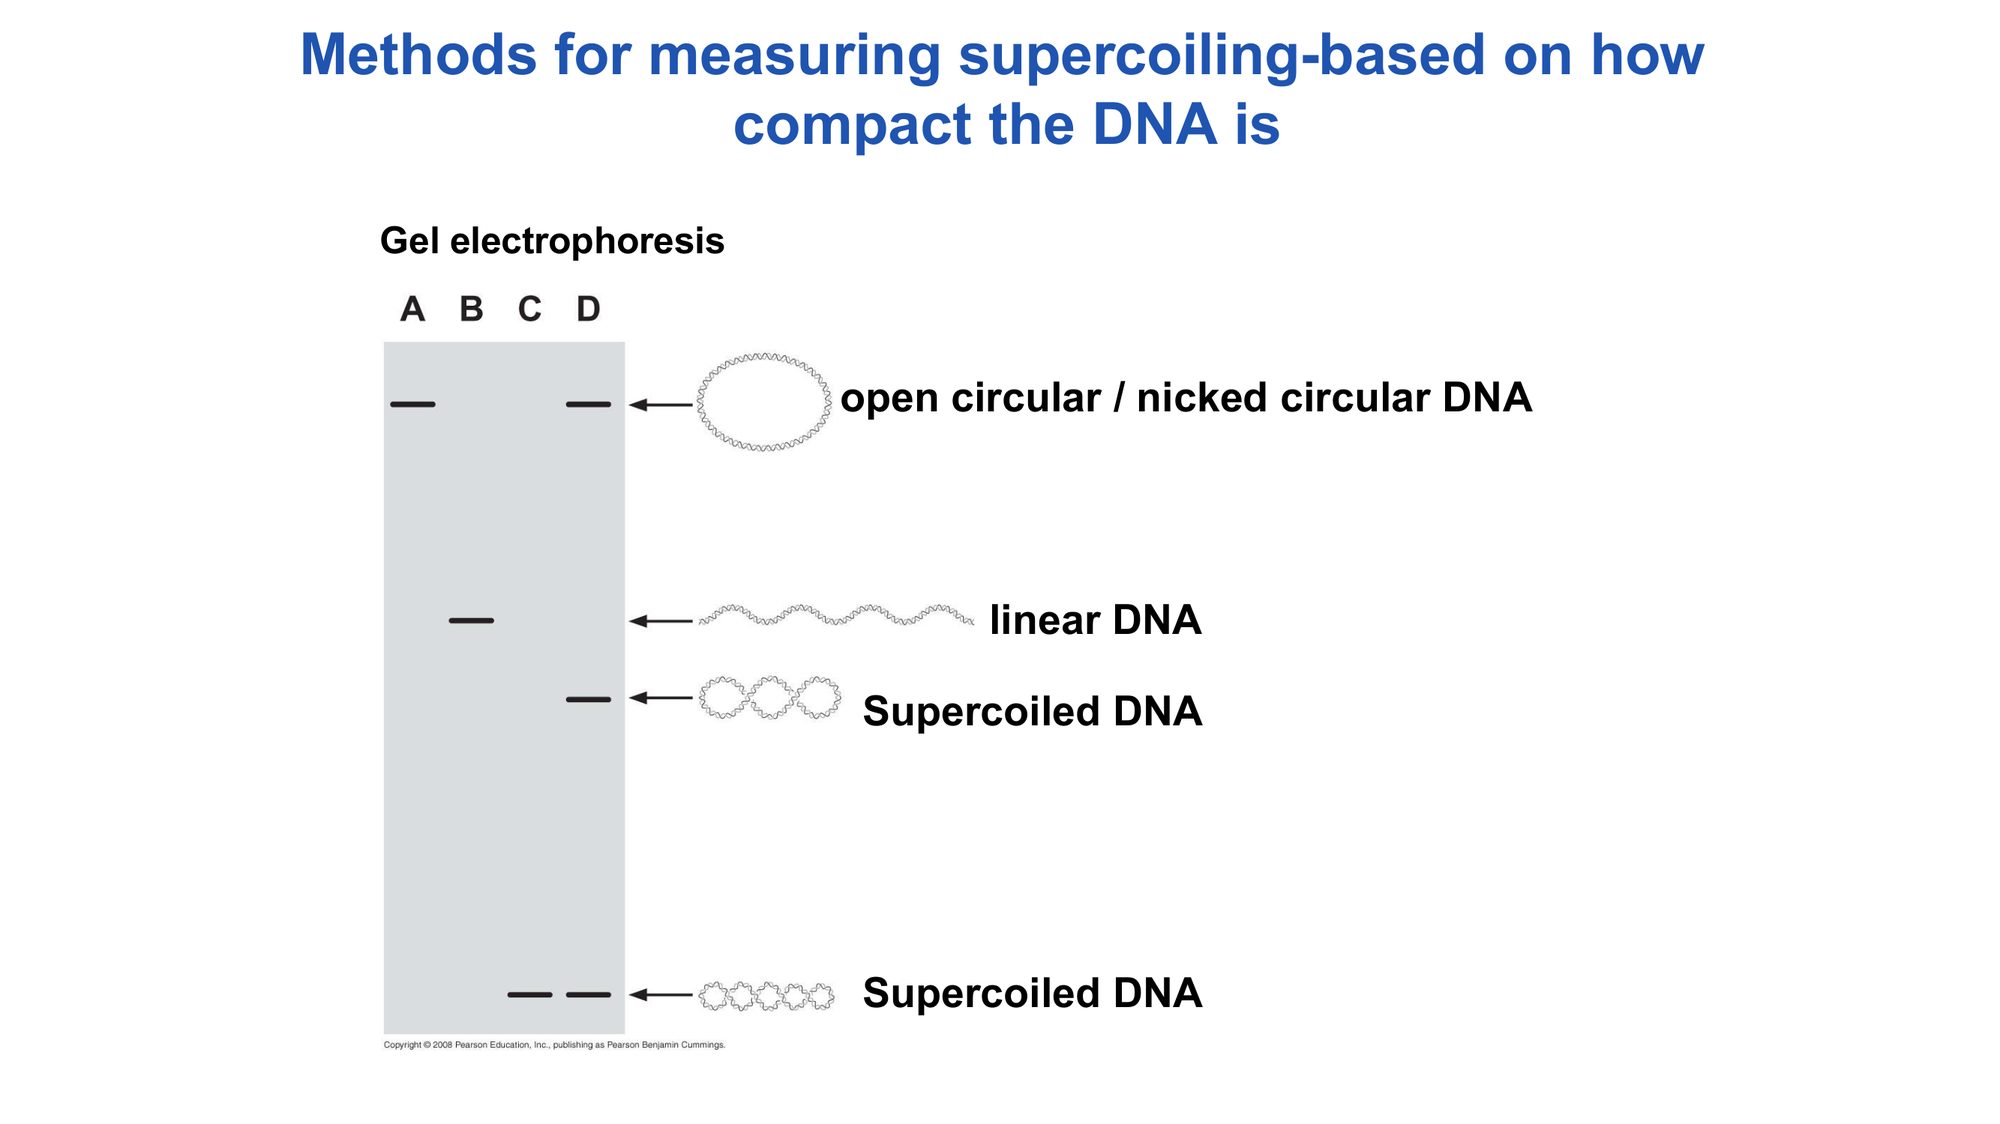 Methods for measuring supercoiling-based on how
compact the DNA is
Gel electrophoresis
A B C D
open circular / nicked circular DNA
linear DNA
Supercoiled DNA
Supercoiled DNA
Copyright © 2008 Pearson Education, Inc., publishing as Pearson Benjamin Cummings.